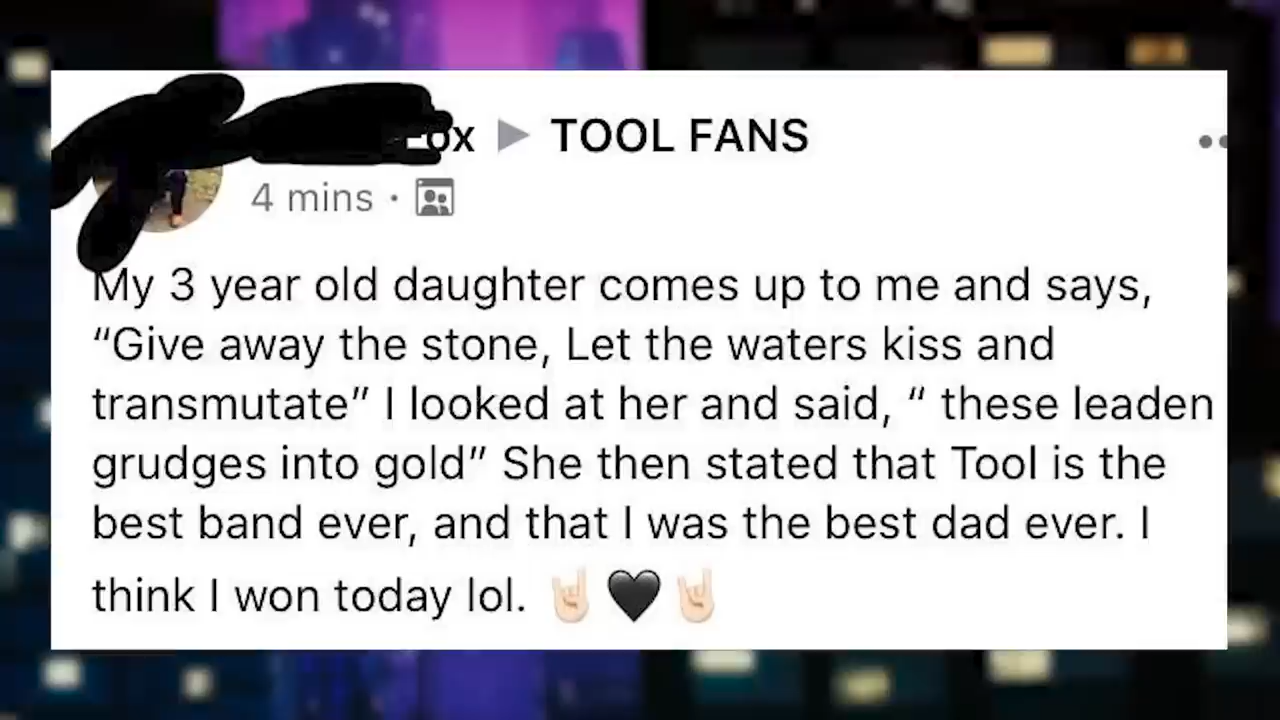 ox ▶ TOOL FANS
4 mins ·
My 3 year old daughter comes up to me and says,
“Give away the stone, Let the waters kiss and
transmutate” I looked at her and said, “ these leaden
grudges into gold” She then stated that Tool is the
best band ever, and that I was the best dad ever. I
think I won today lol. 🤘🏻🖤🤘🏻